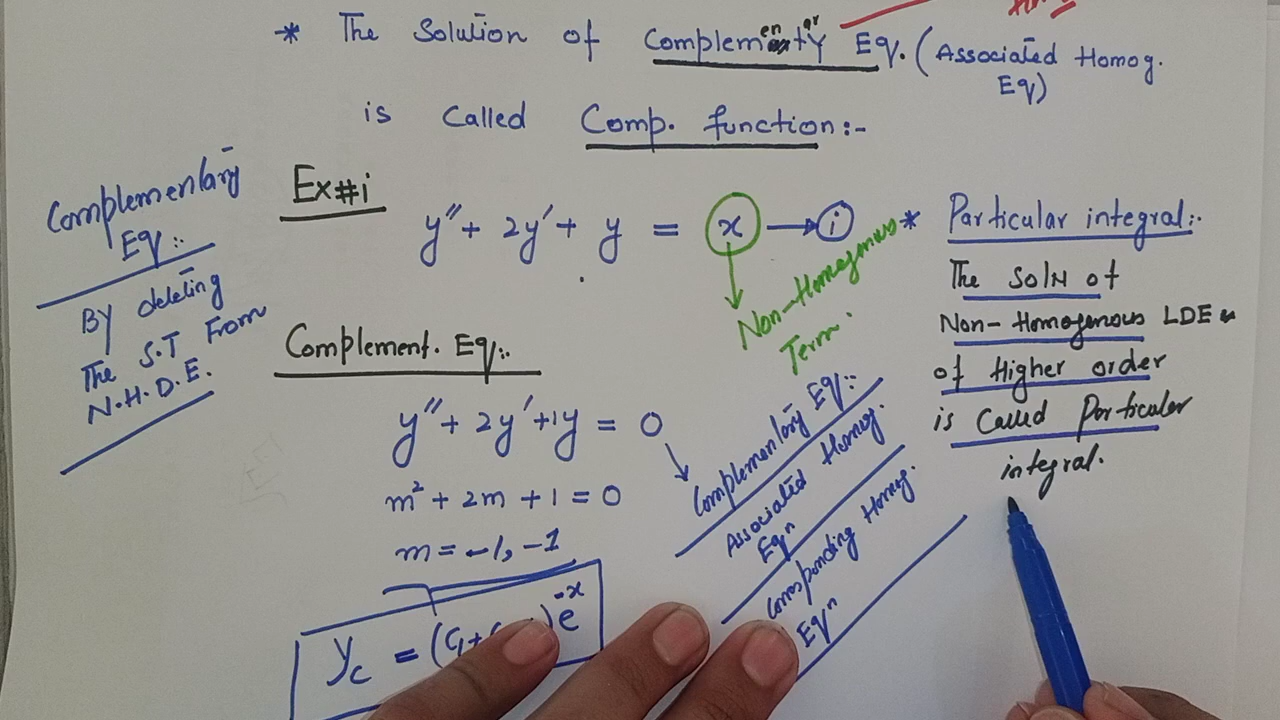 * The Solution of Complementary Eq. (Associated Homog. Eq)
is Called Comp. function:-
Complementary
Eq:-
By deleting
The S.T From
N.H.D.E.
Ex#i
y'' + 2y' + y = x → i
Non-Homogenous
Term.
Complement. Eq:-
y'' + 2y' + 1y = 0
m² + 2m + 1 = 0
m = -1, -1
y_c = (c₁+ )e^-x
Complementary Eq:-
Associated Homog.
Eqⁿ
Corresponding Homog.
Eqⁿ
* Particular integral:-
The Soln of
Non-Homogenous LDE
of Higher order
is Called Particular
integral.